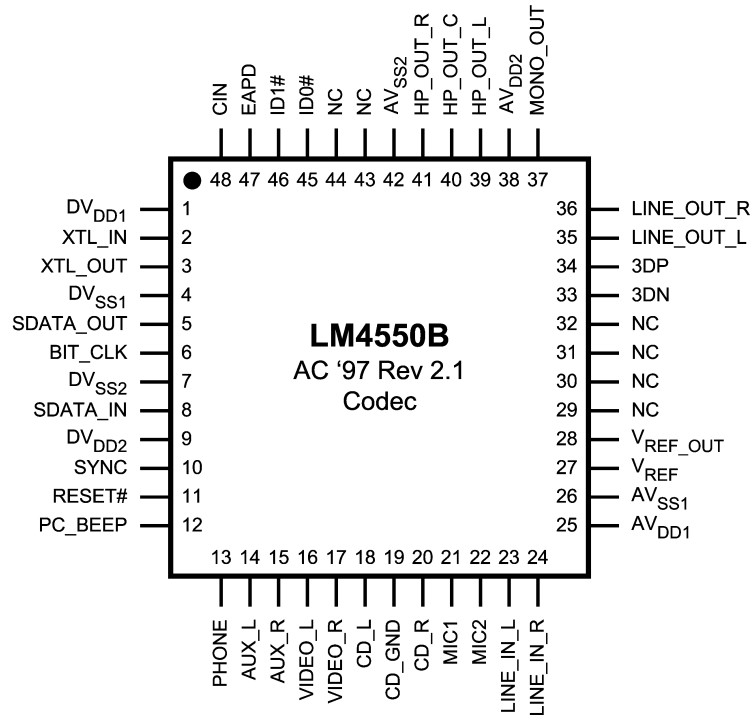 CIN
EAPD
ID1#
ID0#
NC
NC
AVSS2
HP_OUT_R
HP_OUT_C
HP_OUT_L
AVDD2
MONO_OUT
48 47 46 45 44 43 42 41 40 39 38 37
DVDD1 1
XTL_IN 2
XTL_OUT 3
DVSS1 4
SDATA_OUT 5
BIT_CLK 6
DVSS2 7
SDATA_IN 8
DVDD2 9
SYNC 10
RESET# 11
PC_BEEP 12
LM4550B
AC ‘97 Rev 2.1
Codec
36 LINE_OUT_R
35 LINE_OUT_L
34 3DP
33 3DN
32 NC
31 NC
30 NC
29 NC
28 VREF_OUT
27 VREF
26 AVSS1
25 AVDD1
13 14 15 16 17 18 19 20 21 22 23 24
PHONE
AUX_L
AUX_R
VIDEO_L
VIDEO_R
CD_L
CD_GND
CD_R
MIC1
MIC2
LINE_IN_L
LINE_IN_R